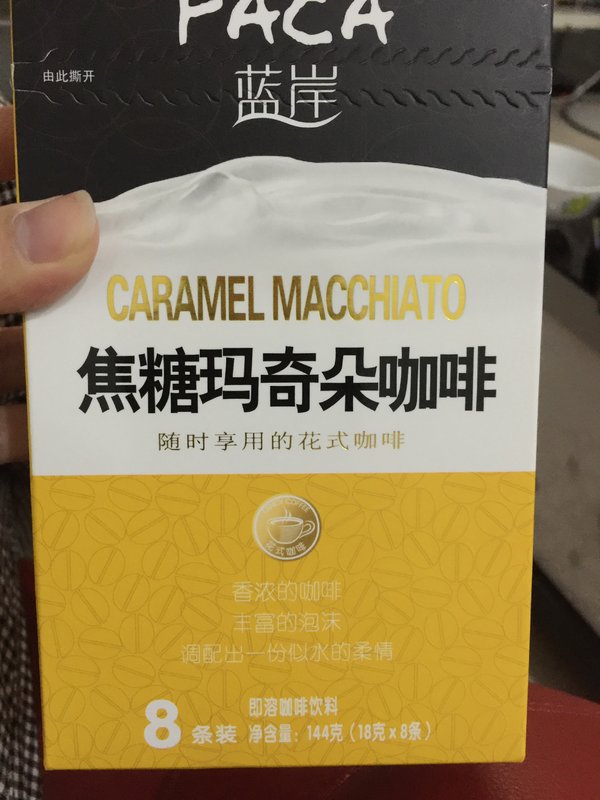 PACA
由此撕开
蓝岸
CARAMEL MACCHIATO
焦糖玛奇朵咖啡
随时享用的花式咖啡
花式咖啡
香浓的咖啡
丰富的泡沫
调配出一份似水的柔情
8条装
即溶咖啡饮料
净含量：144克（18克x8条）